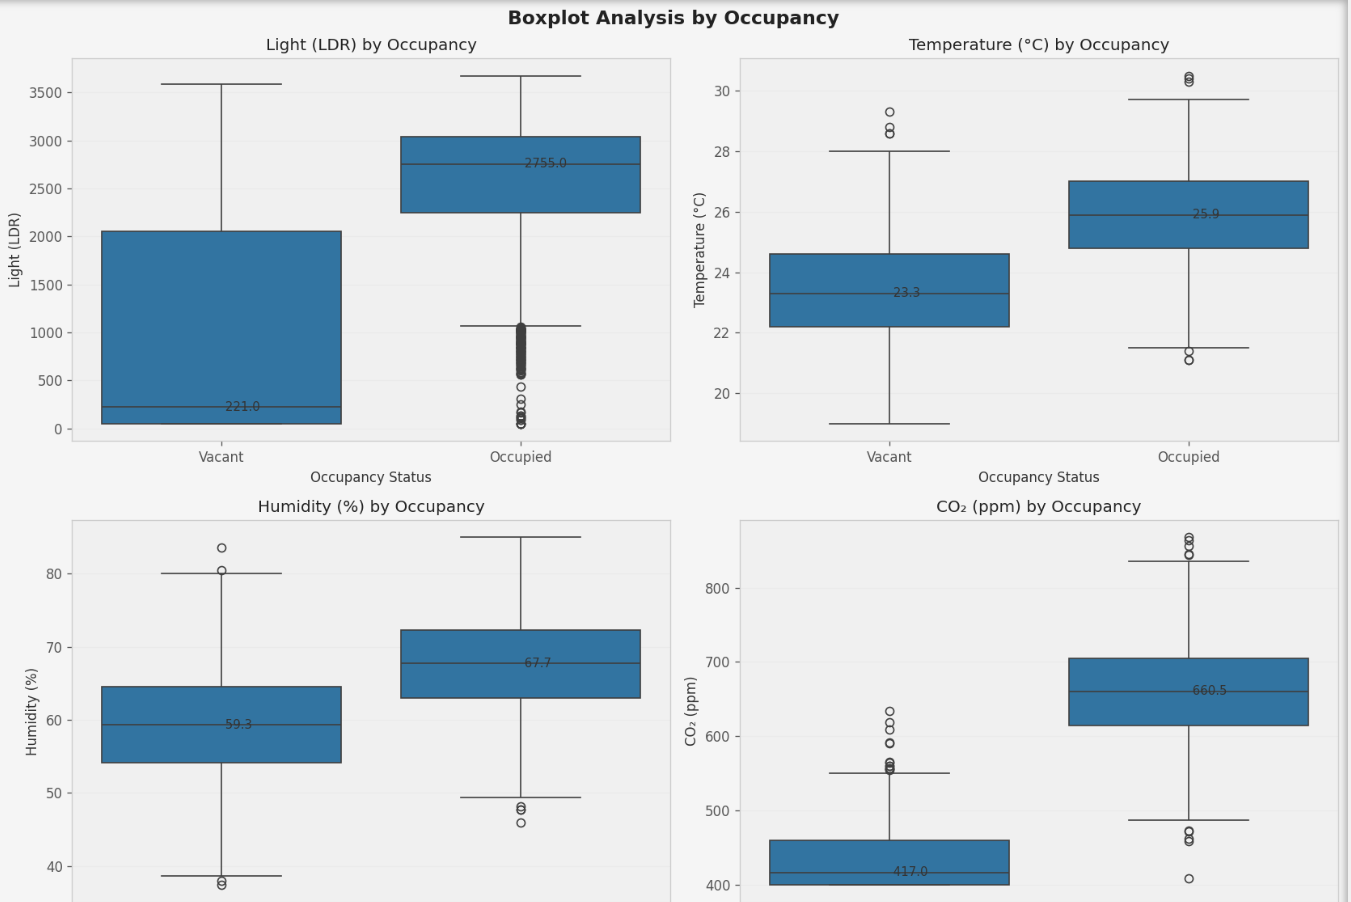 Boxplot Analysis by Occupancy
Light (LDR) by Occupancy
Light (LDR)
3500
3000
2500
2000
1500
1000
500
0
2755.0
221.0
Vacant
Occupied
Occupancy Status
Temperature (°C) by Occupancy
Temperature (°C)
30
28
26
24
22
20
25.9
23.3
Vacant
Occupied
Occupancy Status
Humidity (%) by Occupancy
Humidity (%)
80
70
60
50
40
67.7
59.3
CO₂ (ppm) by Occupancy
CO₂ (ppm)
800
700
600
500
400
660.5
417.0